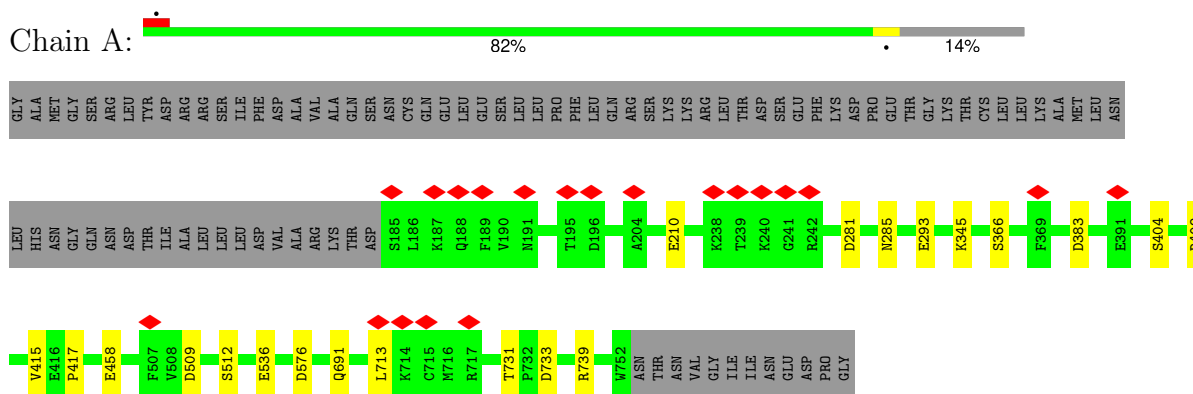 Chain A:
82% • 14%
GLY ALA MET GLY SER ARG LEU TYR ASP ARG ARG SER ILE PHE ASP ALA VAL ALA GLN SER ASN CYS GLN GLU LEU GLU SER LEU LEU PRO PHE LEU GLN ARG SER LYS LYS ARG LEU THR ASP SER GLU PHE LYS ASP PRO GLU THR GLY LYS THR CYS LEU LEU LYS ALA MET LEU ASN
LEU HIS ASN GLY GLN ASN ASP THR ILE ALA LEU LEU LEU ASP VAL ALA ARG LYS THR ASP S185 L186 K187 Q188 F189 V190 N191 T195 D196 A204 E210 K238 T239 K240 G241 R242 D281 N285 E293 K345 S366 F369 D383 E391 S404
V415 E416 P417 E458 F507 V508 D509 S512 E536 D576 Q691 L713 K714 C715 M716 R717 T731 P732 D733 R739 W752 ASN THR ASN VAL GLY ILE ILE ASN GLU ASP PRO GLY